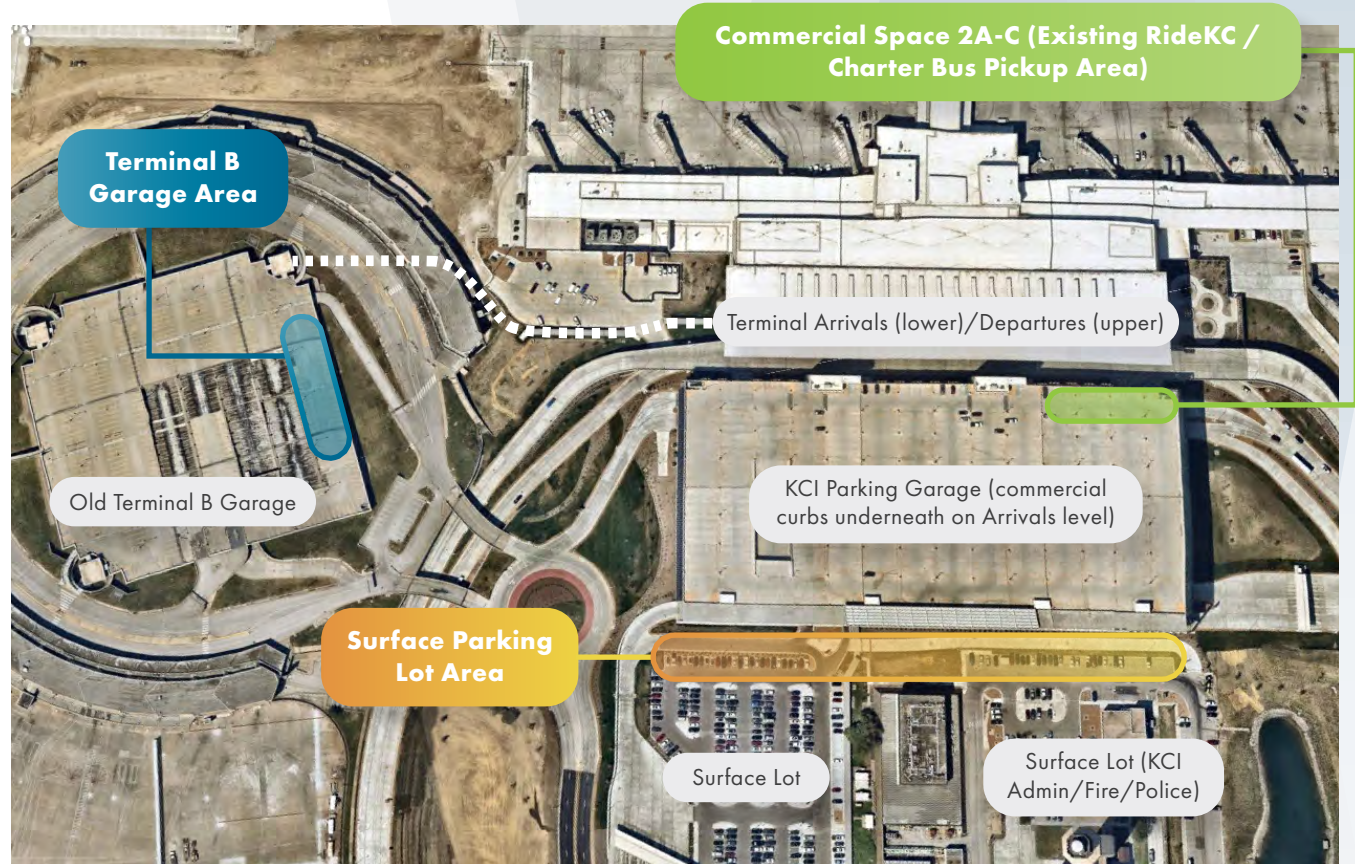 Commercial Space 2A-C (Existing RideKC /
Charter Bus Pickup Area)
Terminal B
Garage Area
Terminal Arrivals (lower)/Departures (upper)
Old Terminal B Garage
KCI Parking Garage (commercial
curbs underneath on Arrivals level)
Surface Parking
Lot Area
Surface Lot
Surface Lot (KCI
Admin/Fire/Police)